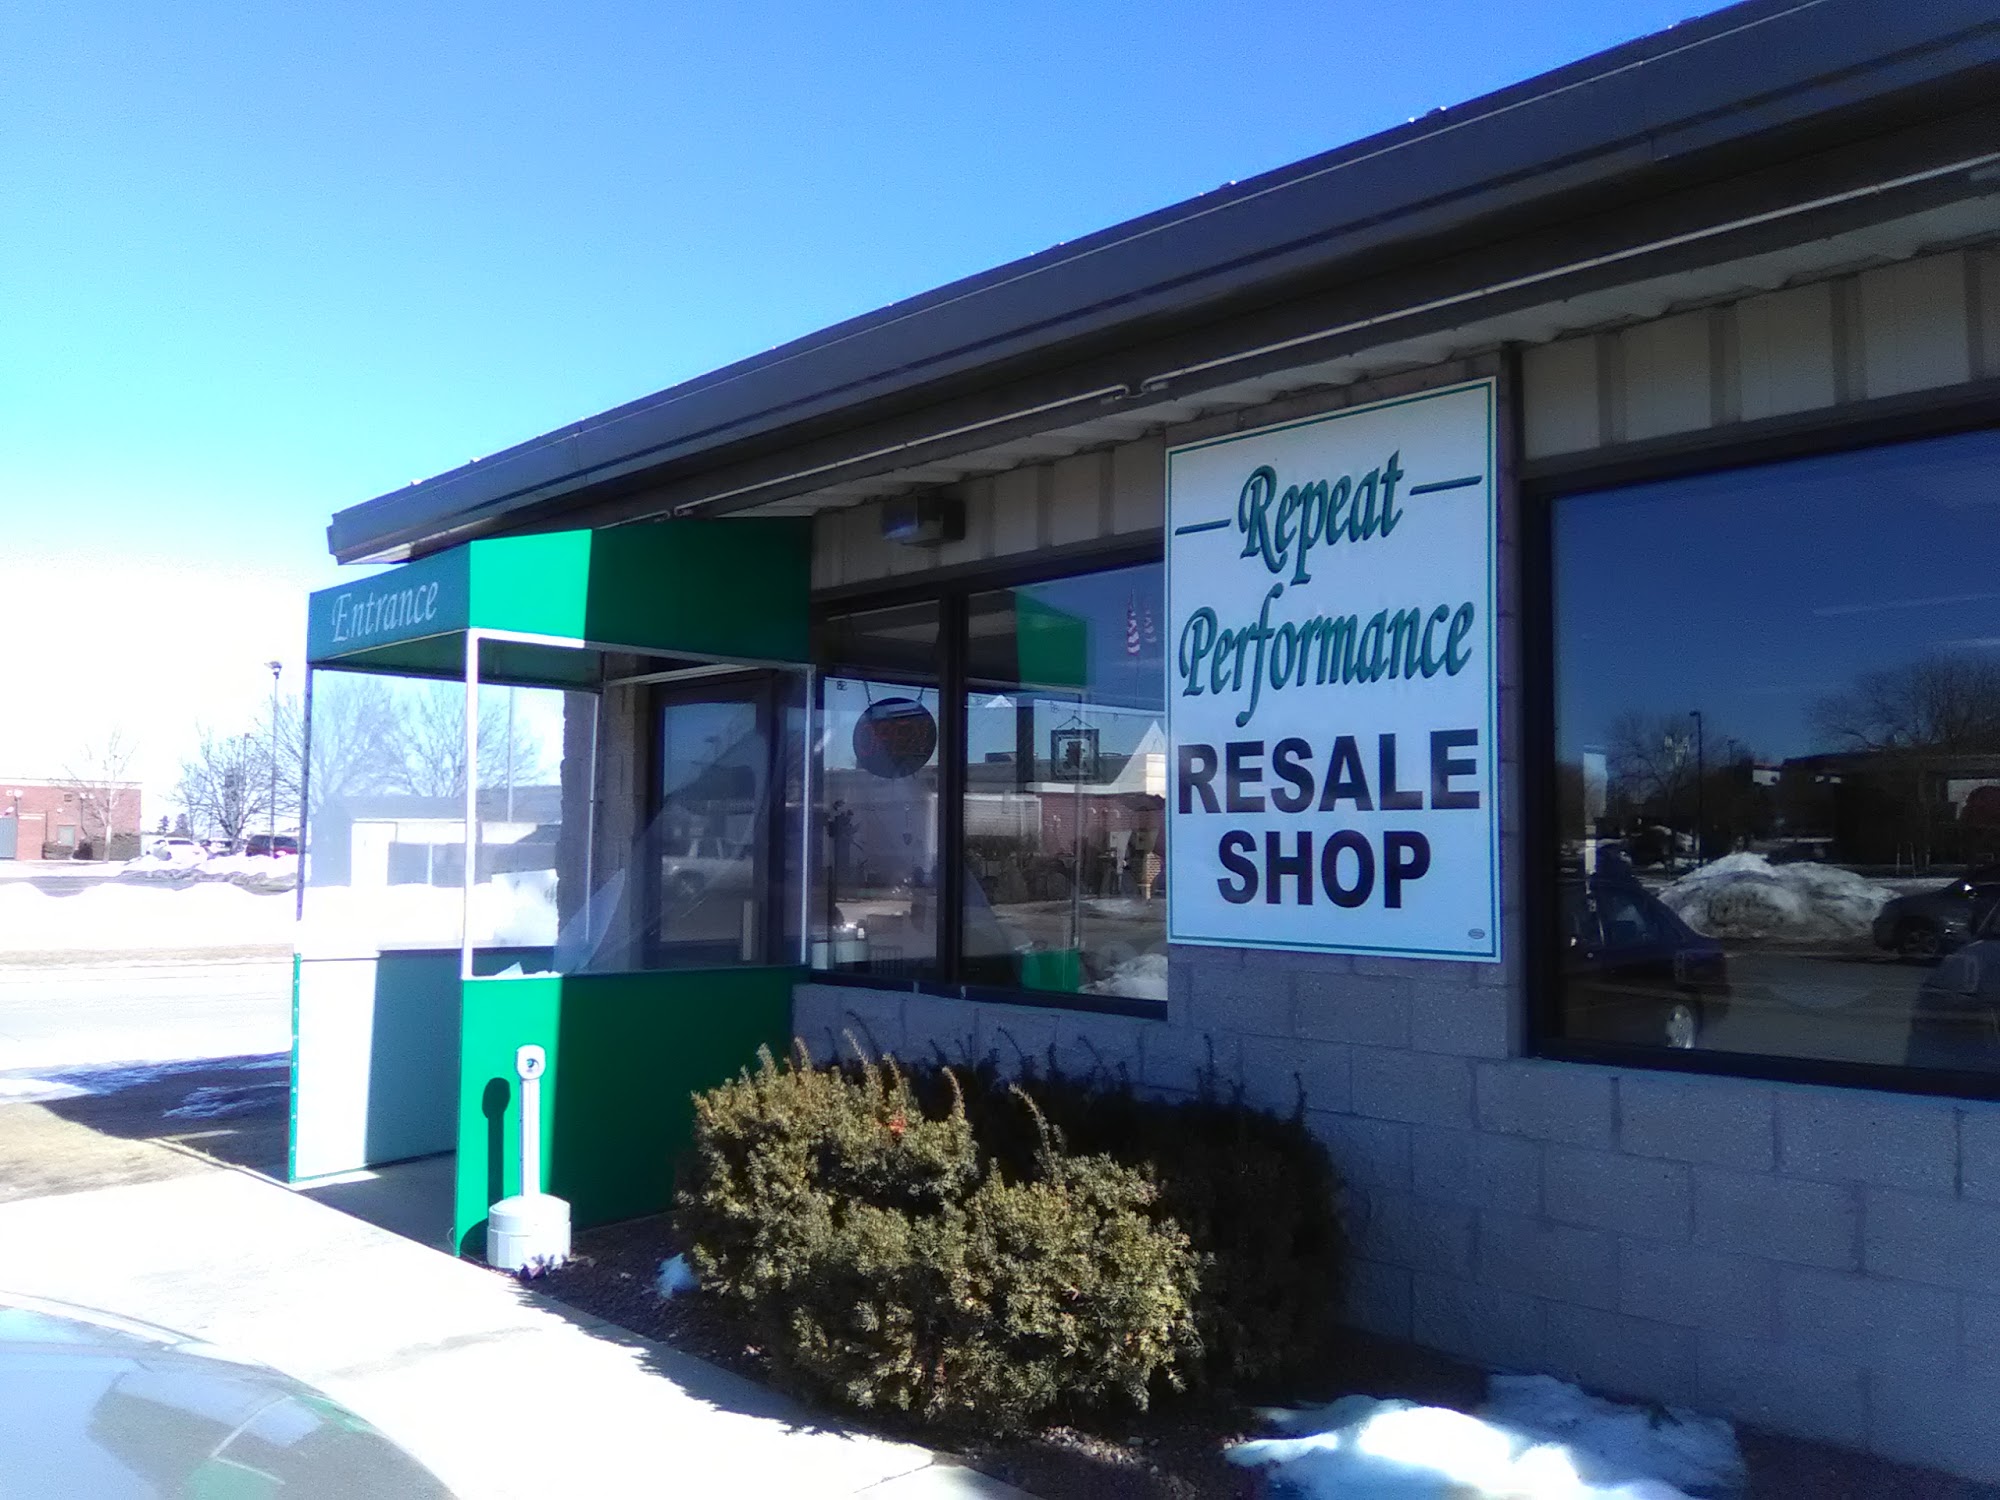 Entrance
Repeat
Performance
RESALE
SHOP